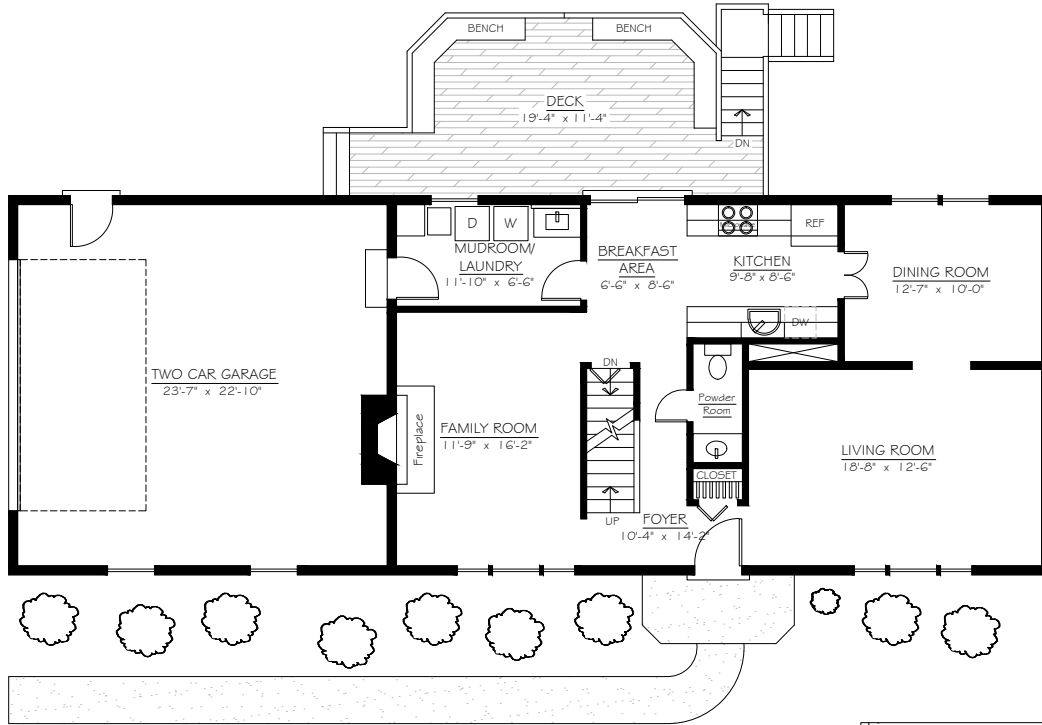 BENCH
BENCH
DECK
19'-4" x 11'-4"
DN
D
W
REF
MUDROOM/
LAUNDRY
11'-10" x 6'-6"
BREAKFAST
AREA
6'-6" x 8'-6"
KITCHEN
9'-8" x 8'-6"
DINING ROOM
12'-7" x 10'-0"
DW
TWO CAR GARAGE
23'-7" x 22'-10"
DN
Powder
Room
Fireplace
FAMILY ROOM
11'-9" x 16'-2"
LIVING ROOM
18'-8" x 12'-6"
CLOSET
UP
FOYER
10'-4" x 14'-2"